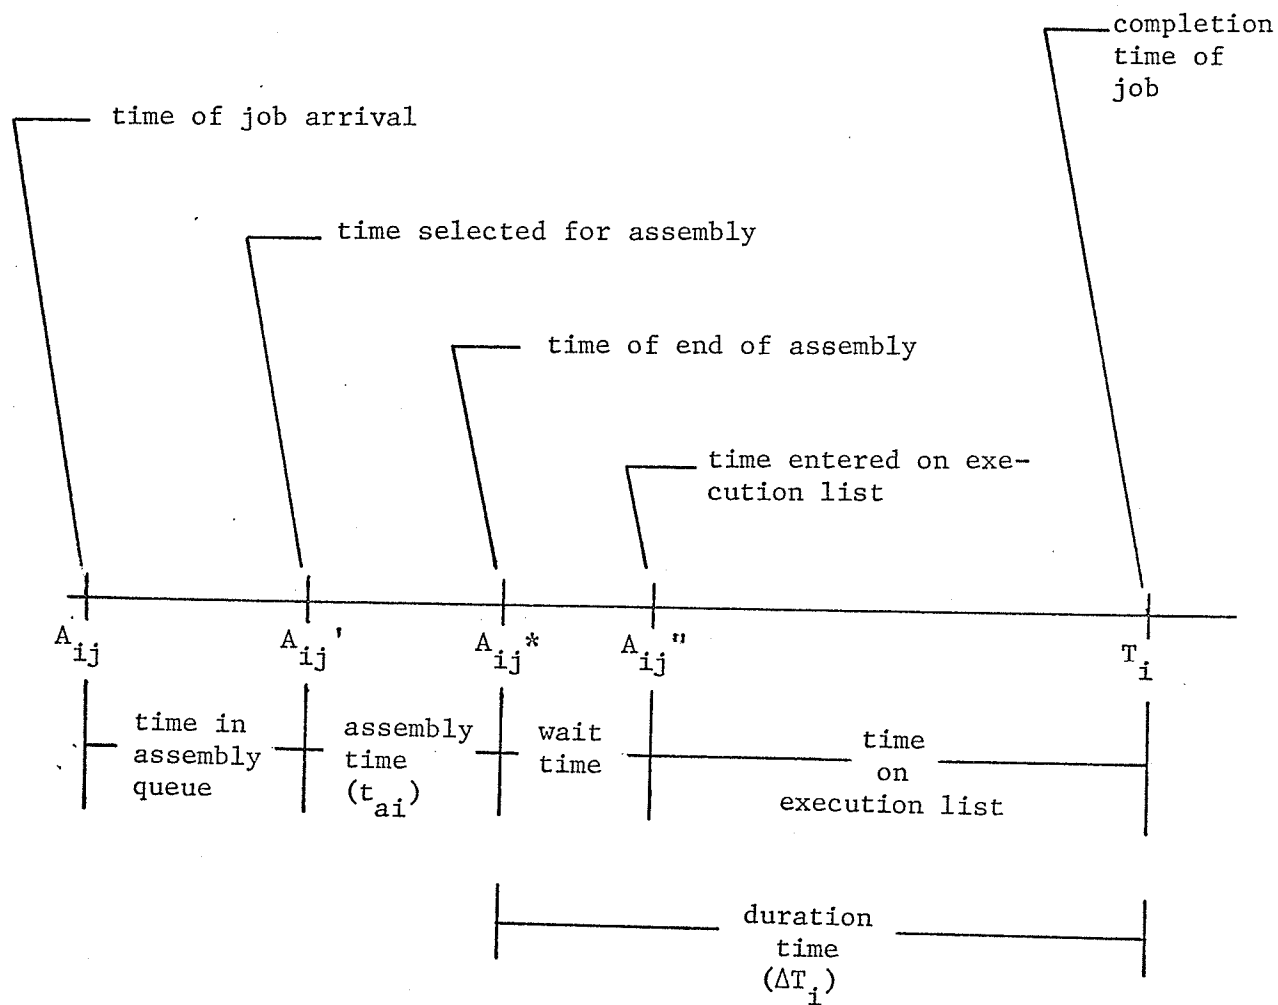 completion
time of
job
time of job arrival
time selected for assembly
time of end of assembly
time entered on exe-
cution list
A_ij
A_ij'
A_ij*
A_ij"
T_i
time in
assembly
queue
assembly
time
(t_ai)
wait
time
time
on
execution list
duration
time
(ΔT_i)